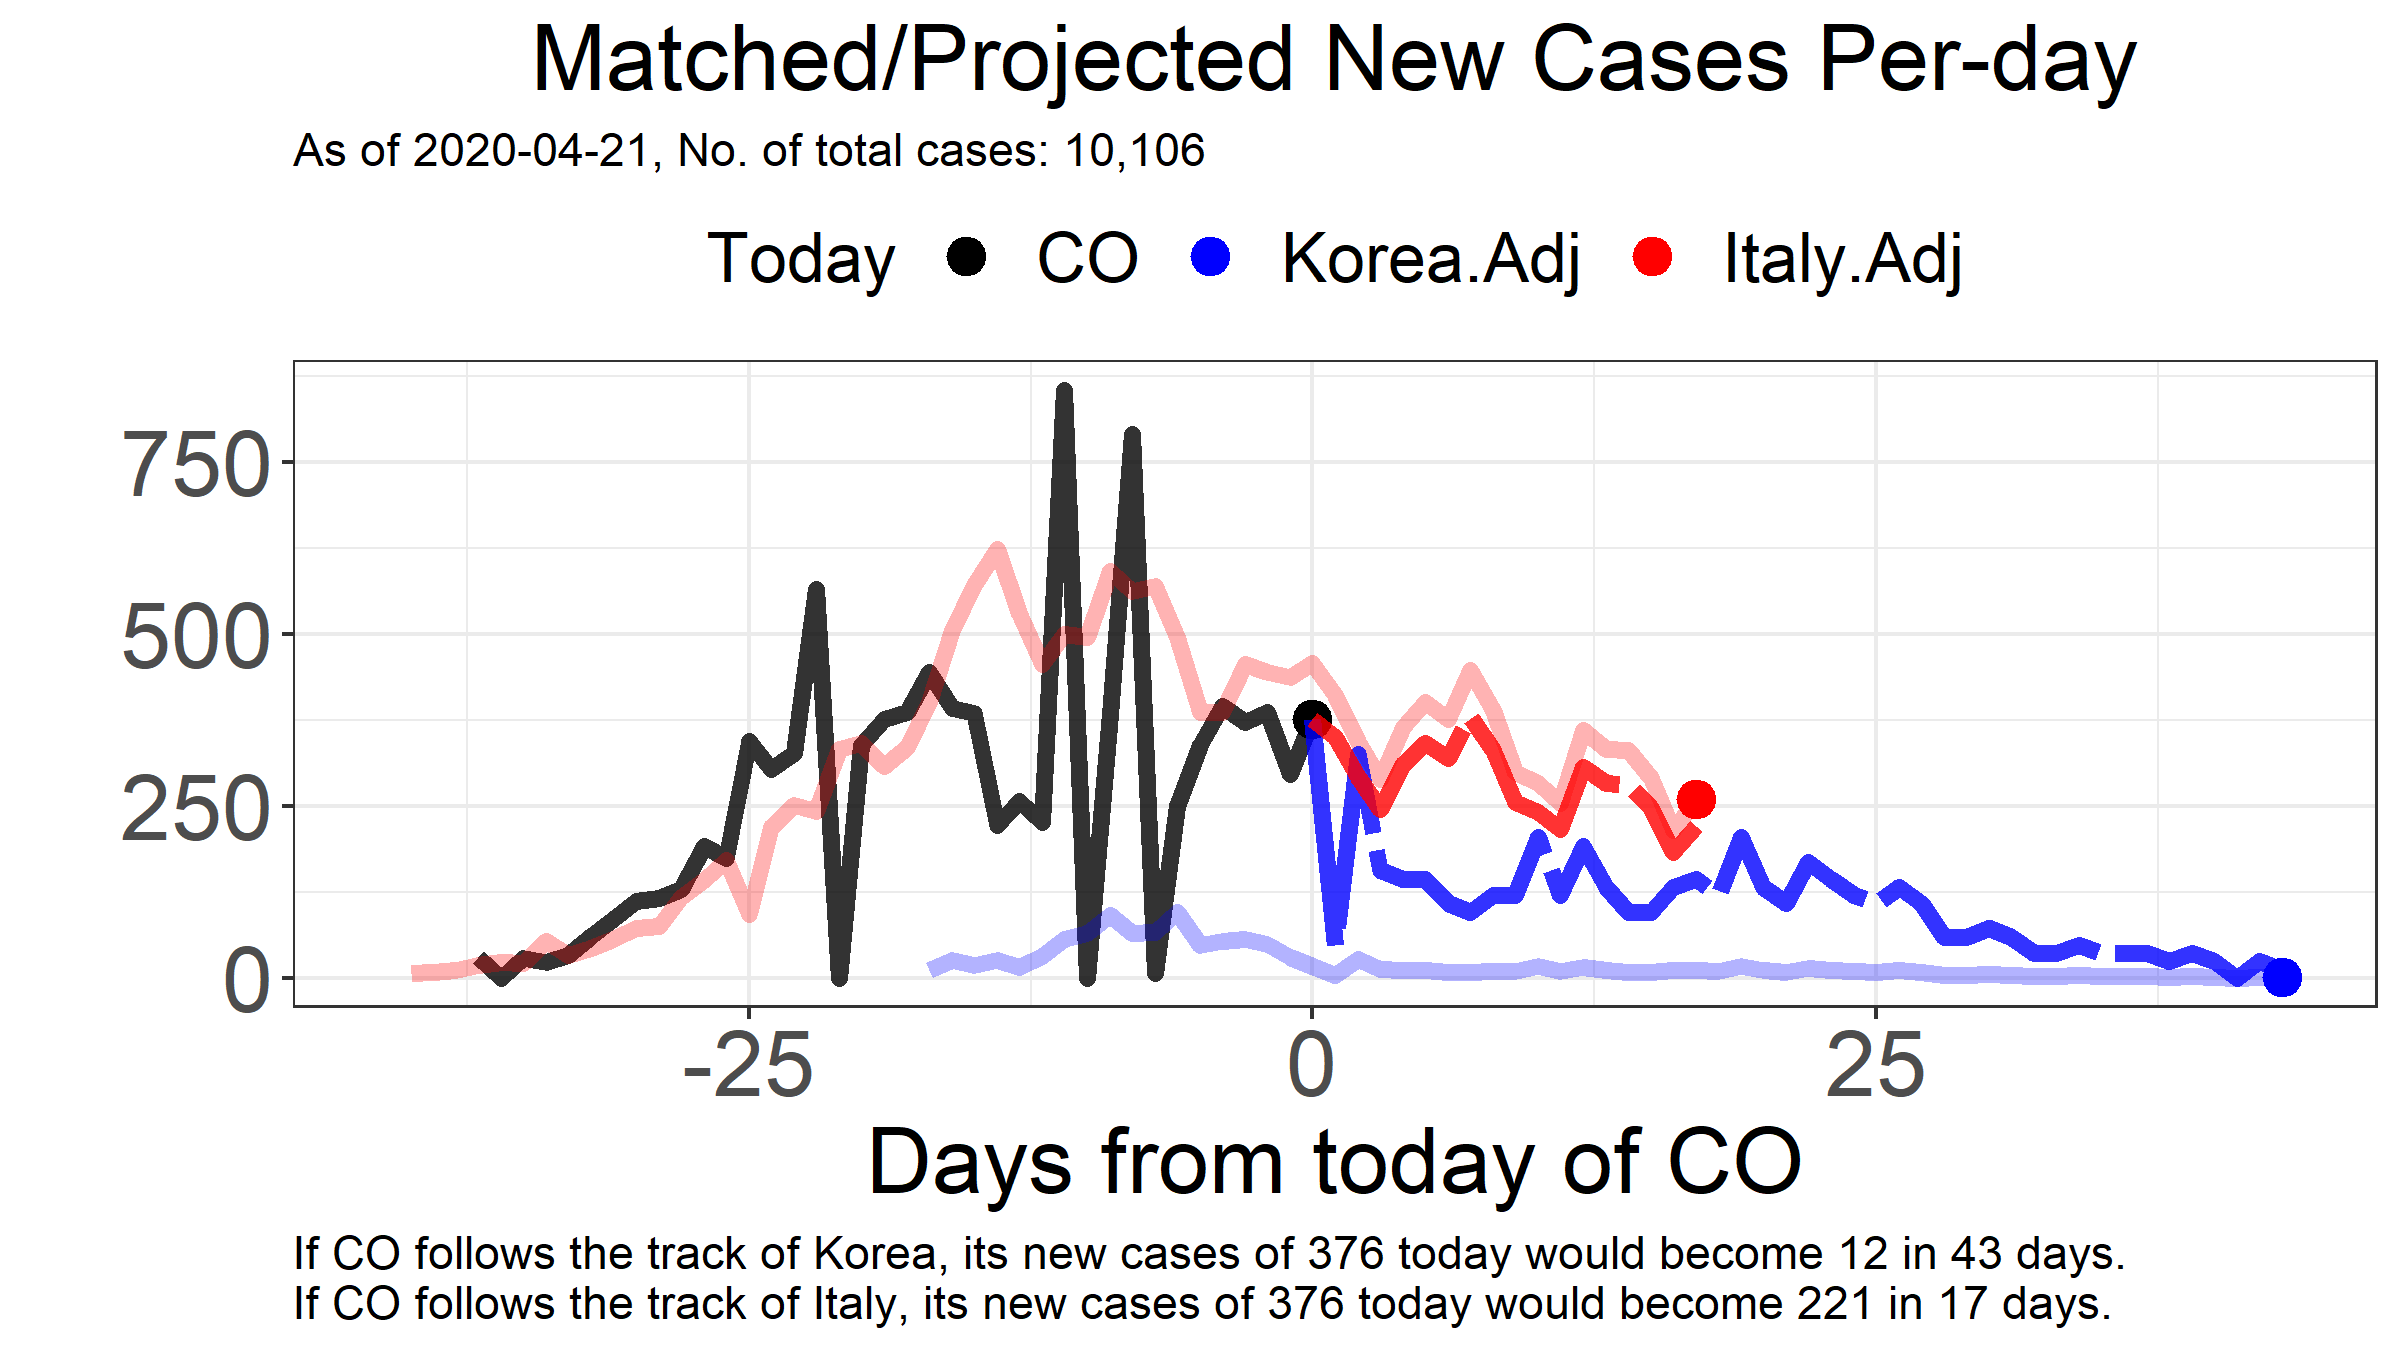 Matched/Projected New Cases Per-day
As of 2020-04-21, No. of total cases: 10,106
Today CO Korea.Adj Italy.Adj
750
500
250
0
-25 0 25
Days from today of CO
If CO follows the track of Korea, its new cases of 376 today would become 12 in 43 days.
If CO follows the track of Italy, its new cases of 376 today would become 221 in 17 days.